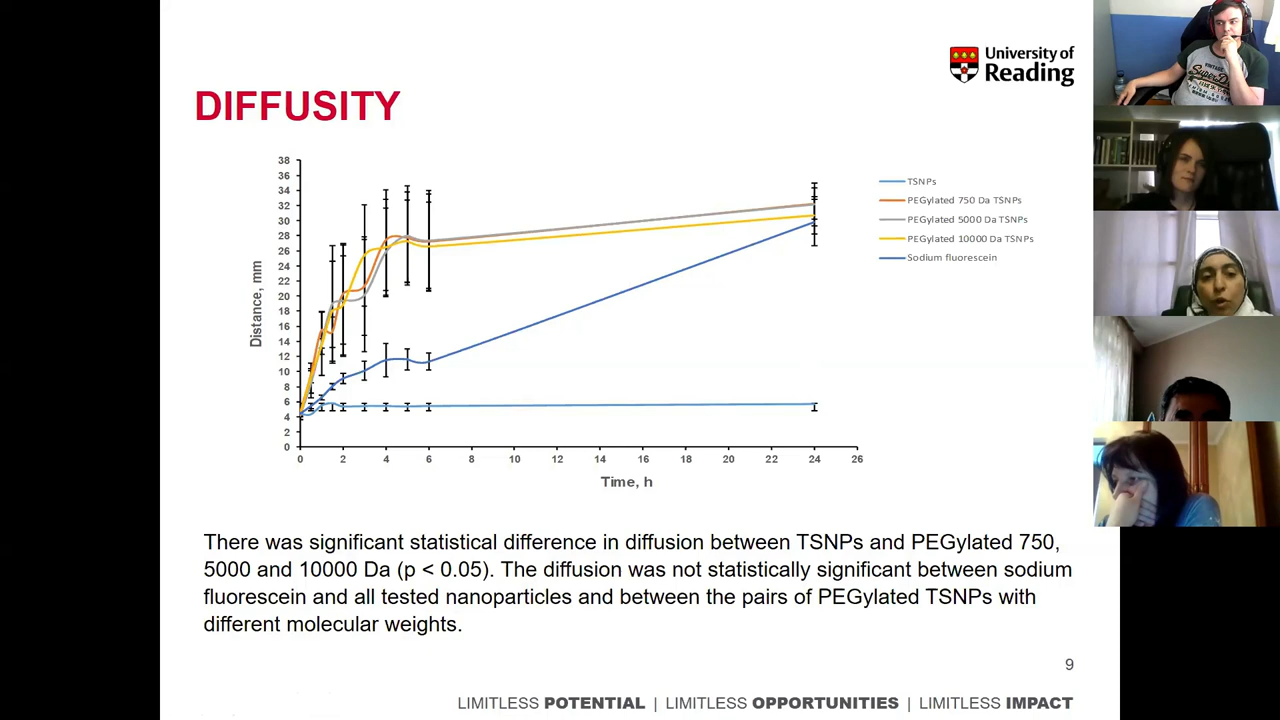 University of
Reading
DIFFUSITY
38
36
34
32
30
28
26
24
22
20
18
16
14
12
10
8
6
4
2
0
Distance, mm
0 2 4 6 8 10 12 14 16 18 20 22 24 26
Time, h
TSNPs
PEGylated 750 Da TSNPs
PEGylated 5000 Da TSNPs
PEGylated 10000 Da TSNPs
Sodium fluorescein
There was significant statistical difference in diffusion between TSNPs and PEGylated 750,
5000 and 10000 Da (p < 0.05). The diffusion was not statistically significant between sodium
fluorescein and all tested nanoparticles and between the pairs of PEGylated TSNPs with
different molecular weights.
9
LIMITLESS POTENTIAL | LIMITLESS OPPORTUNITIES | LIMITLESS IMPACT